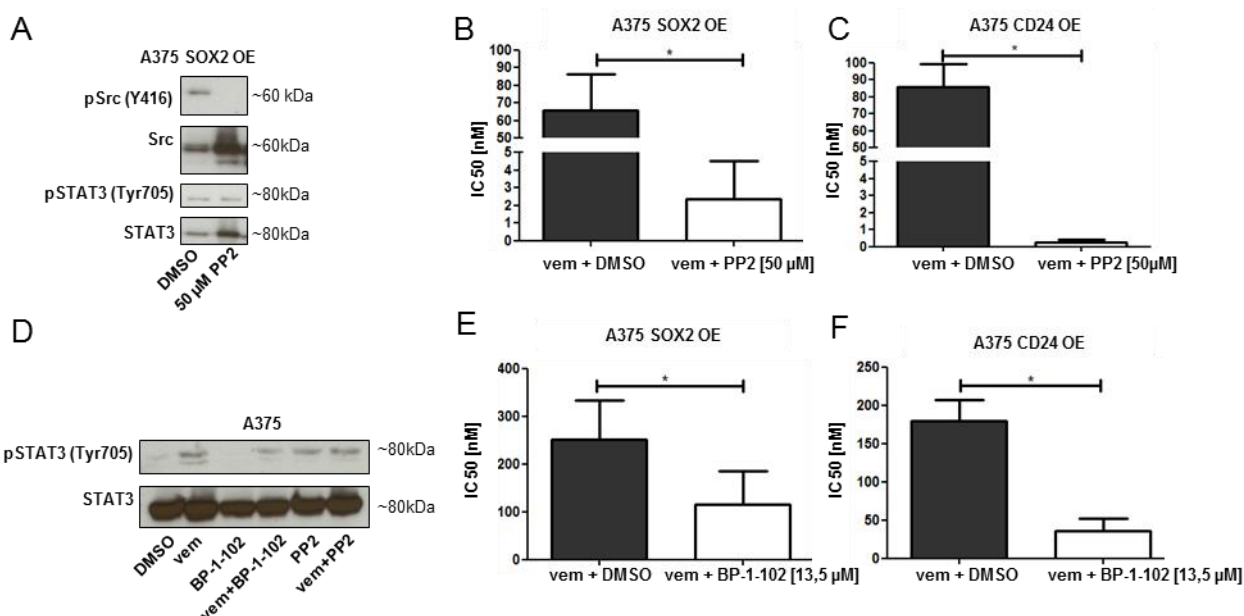 A
A375 SOX2 OE
pSrc (Y416)
~60 kDa
Src
~60kDa
pSTAT3 (Tyr705)
~80kDa
STAT3
~80kDa
DMSO
50 µM PP2
B
A375 SOX2 OE
*
IC 50 [nM]
100
90
80
70
60
50
5
4
3
2
1
0
vem + DMSO
vem + PP2 [50 µM]
C
A375 CD24 OE
*
IC 50 [nM]
100
90
80
70
60
50
5
4
3
2
1
0
vem + DMSO
vem + PP2 [50µM]
D
A375
pSTAT3 (Tyr705)
~80kDa
STAT3
~80kDa
DMSO
vem
BP-1-102
vem+BP-1-102
PP2
vem+PP2
E
A375 SOX2 OE
*
IC 50 [nM]
400
300
200
100
0
vem + DMSO
vem + BP-1-102 [13,5 µM]
F
A375 CD24 OE
*
IC 50 [nM]
250
200
150
100
50
0
vem + DMSO
vem + BP-1-102 [13,5 µM]